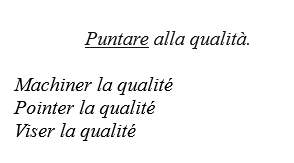 Puntare alla qualità.
Machiner la qualité
Pointer la qualité
Viser la qualité